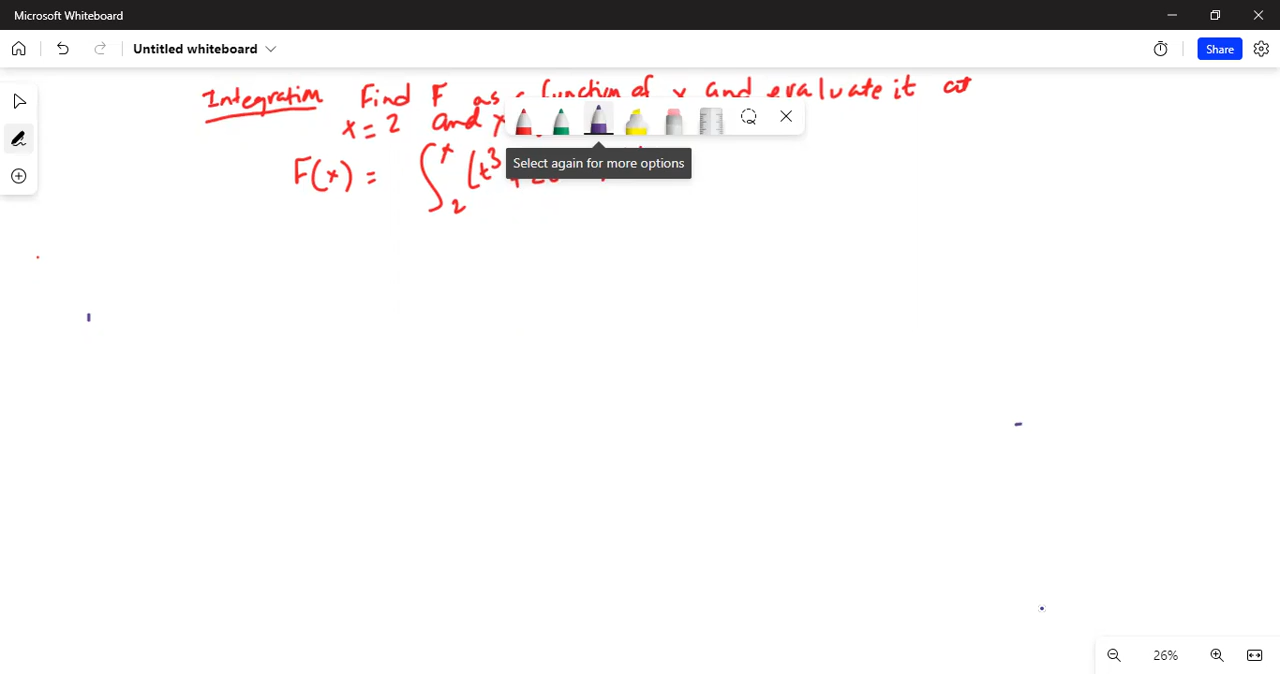 Microsoft Whiteboard
Untitled whiteboard
Share
Integration Find F as function of x and evaluate it at
x = 2 and
Select again for more options
F(x) = ∫ x 2 (t³ +
26%